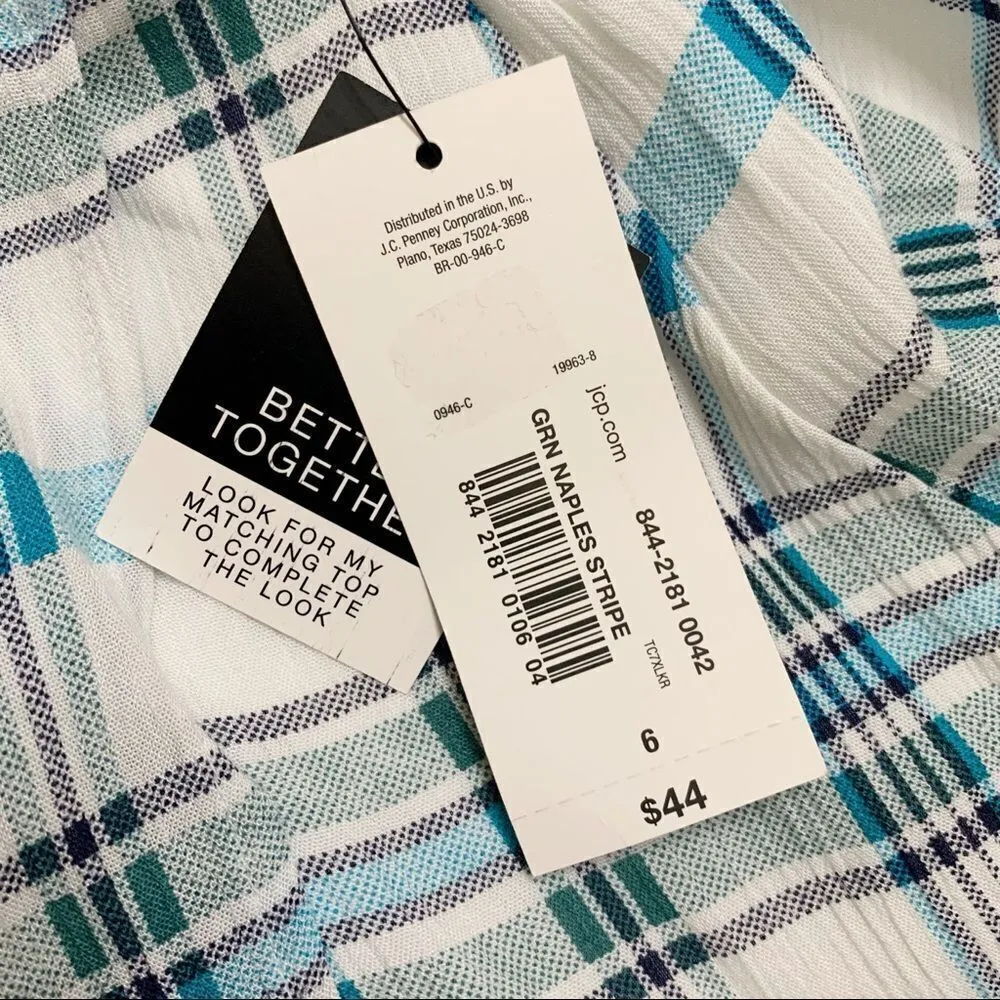 Distributed in the U.S. by
J.C. Penney Corporation, Inc.,
Plano, Texas 75024-3698
BR-00-946-C
19963-8
0946-C
jcp.com
844-2181 0042
GRN NAPLES STRIPE
844 2181 0106 04
TC7XLKR
6
$44
BETTE
TOGETHE
LOOK FOR MY
MATCHING TOP
TO COMPLETE
THE LOOK